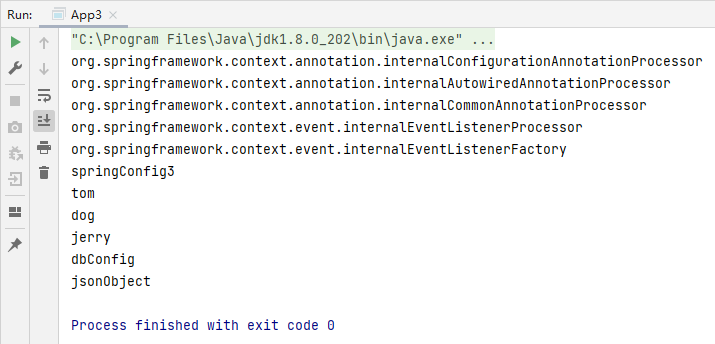 Run: App3
"C:\Program Files\Java\jdk1.8.0_202\bin\java.exe" ...
org.springframework.context.annotation.internalConfigurationAnnotationProcessor
org.springframework.context.annotation.internalAutowiredAnnotationProcessor
org.springframework.context.annotation.internalCommonAnnotationProcessor
org.springframework.context.event.internalEventListenerProcessor
org.springframework.context.event.internalEventListenerFactory
springConfig3
tom
dog
jerry
dbConfig
jsonObject
Process finished with exit code 0